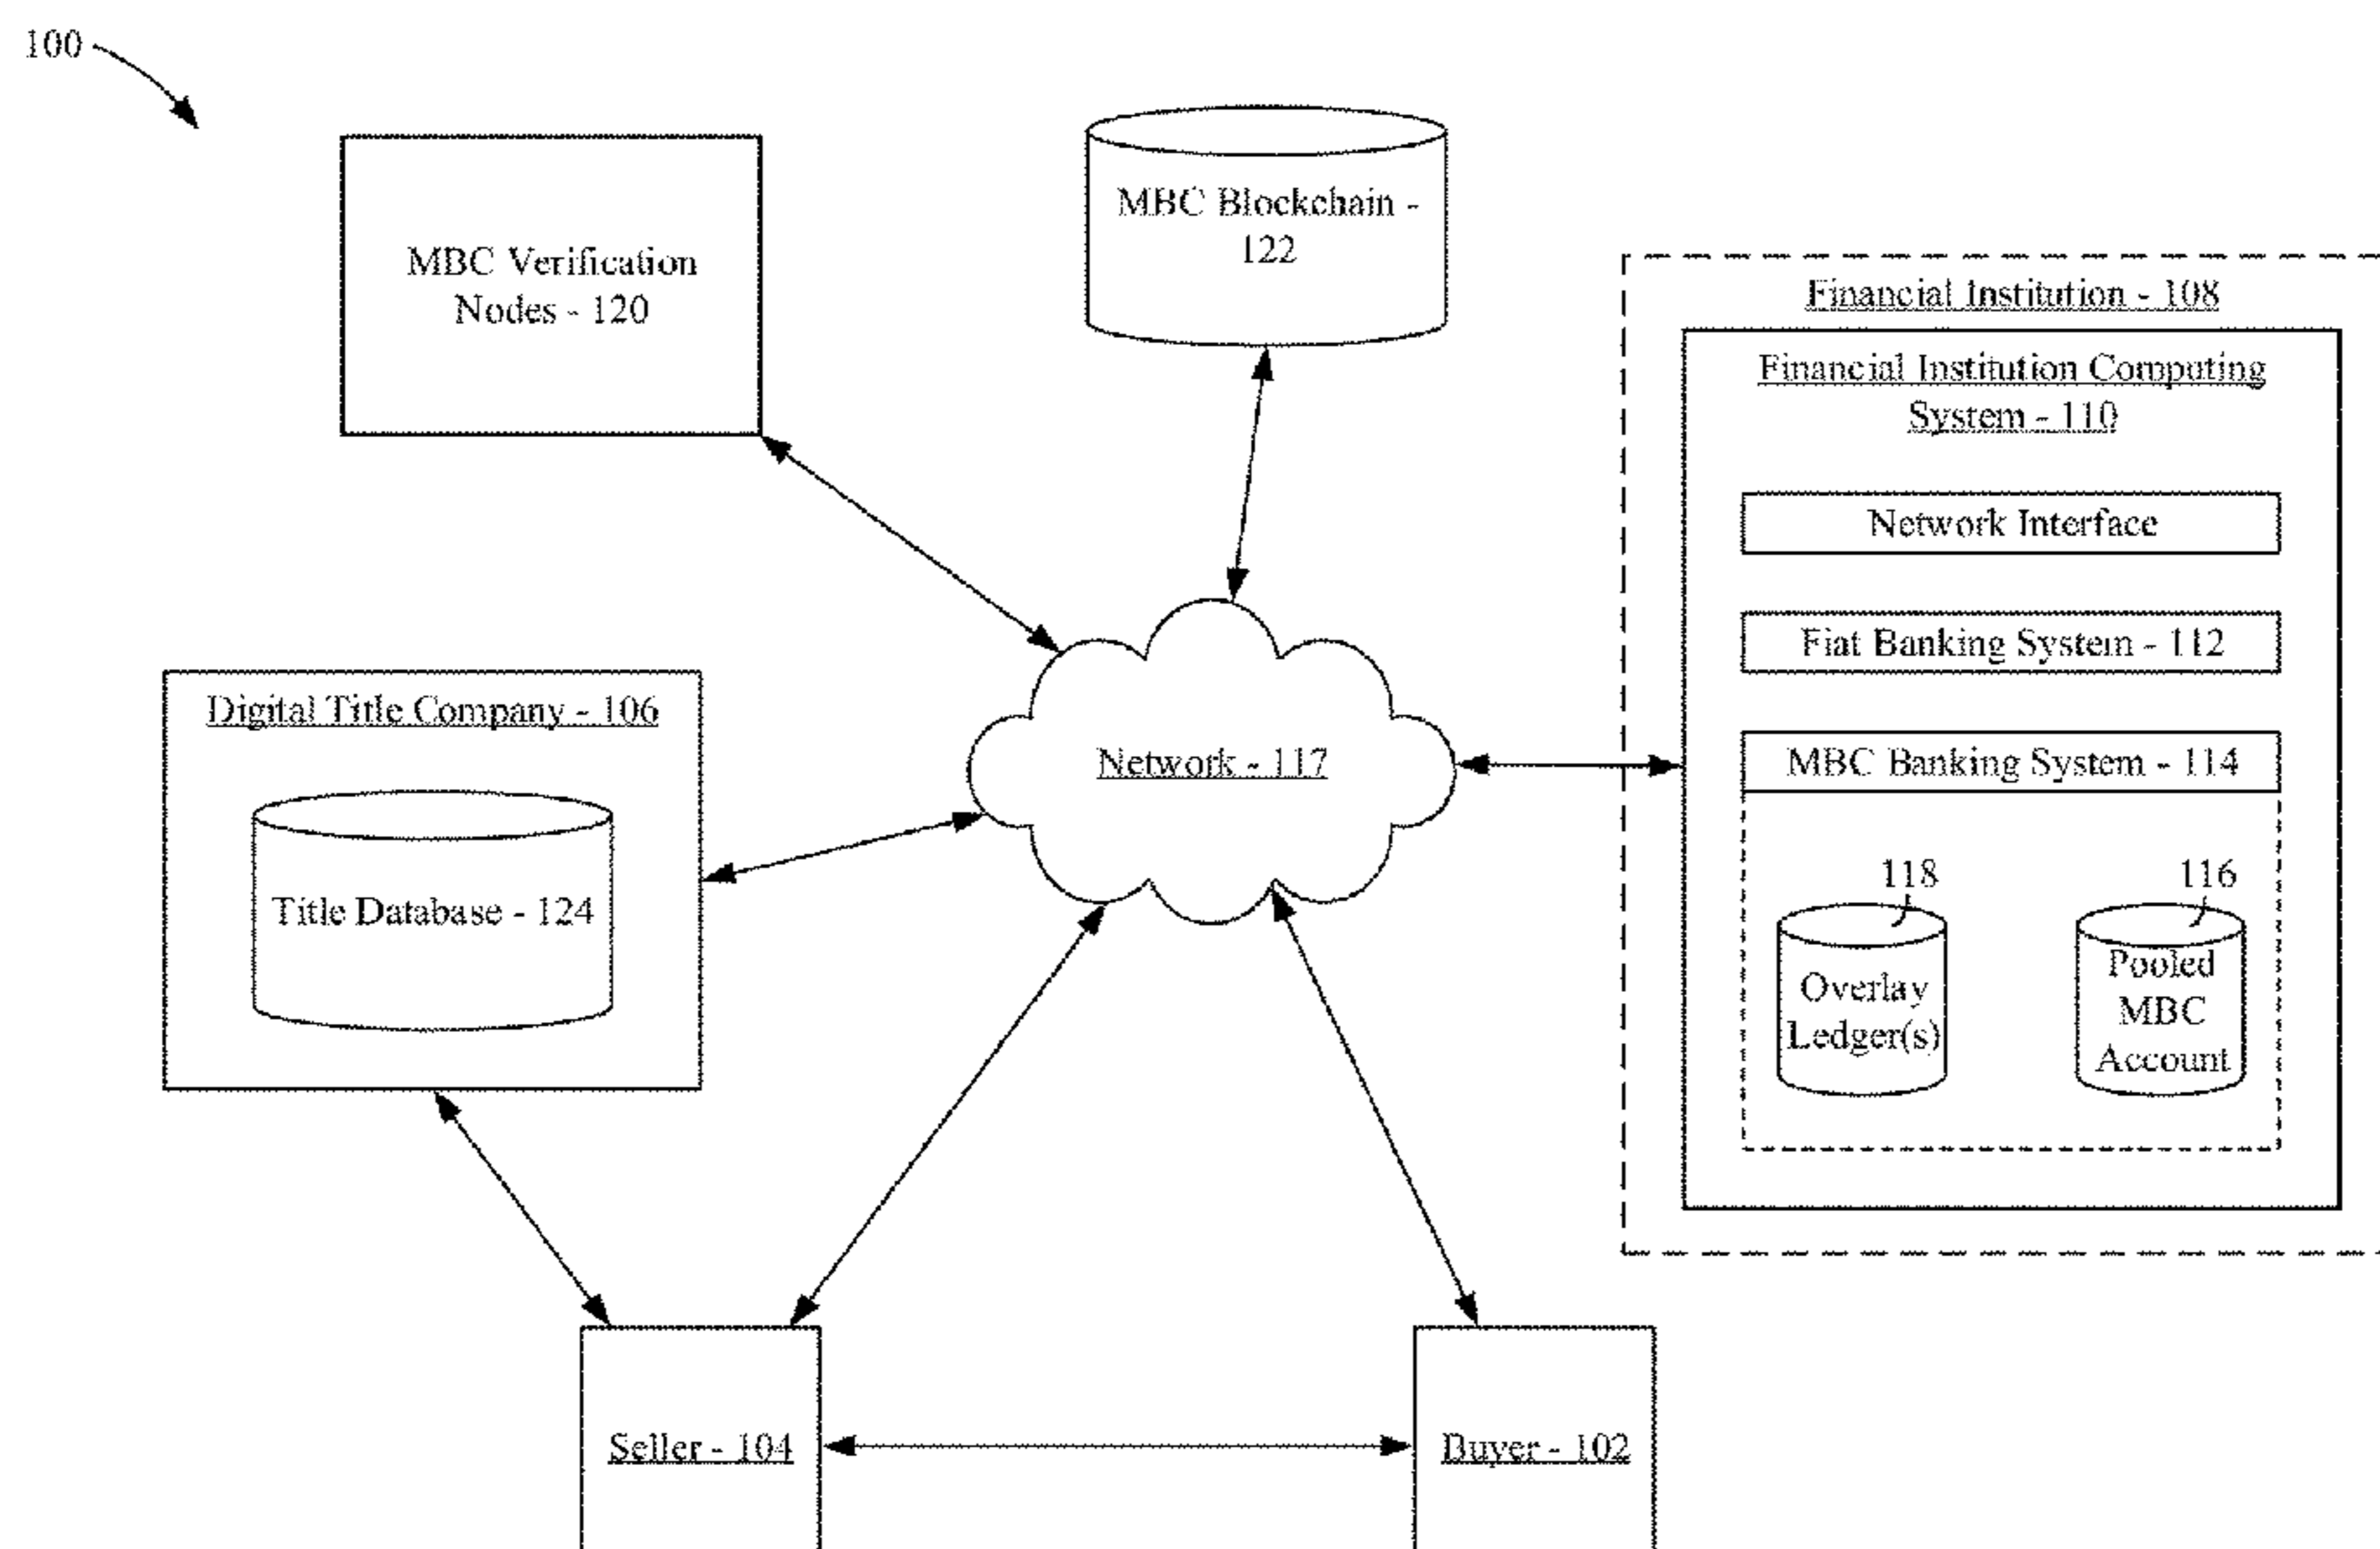 100
MBC Verification
Nodes - 120
MBC Blockchain -
122
Financial Institution - 108
Financial Institution Computing
System - 110
Network Interface
Fiat Banking System - 112
MBC Banking System - 114
118
Overlay
Ledger(s)
116
Pooled
MBC
Account
Network - 117
Digital Title Company - 106
Title Database - 124
Seller - 104
Buyer - 102